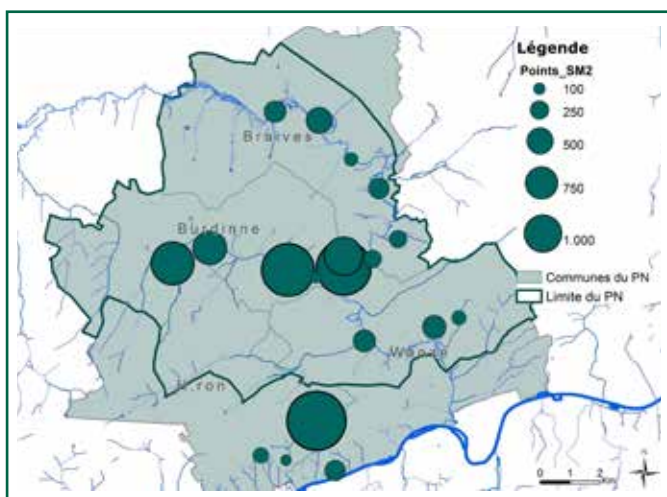 Légende
Points_SM2
100
250
500
750
1.000
Communes du PN
Limite du PN
Braives
Burdinne
Wanze
Héron
0 1 2
Km
N